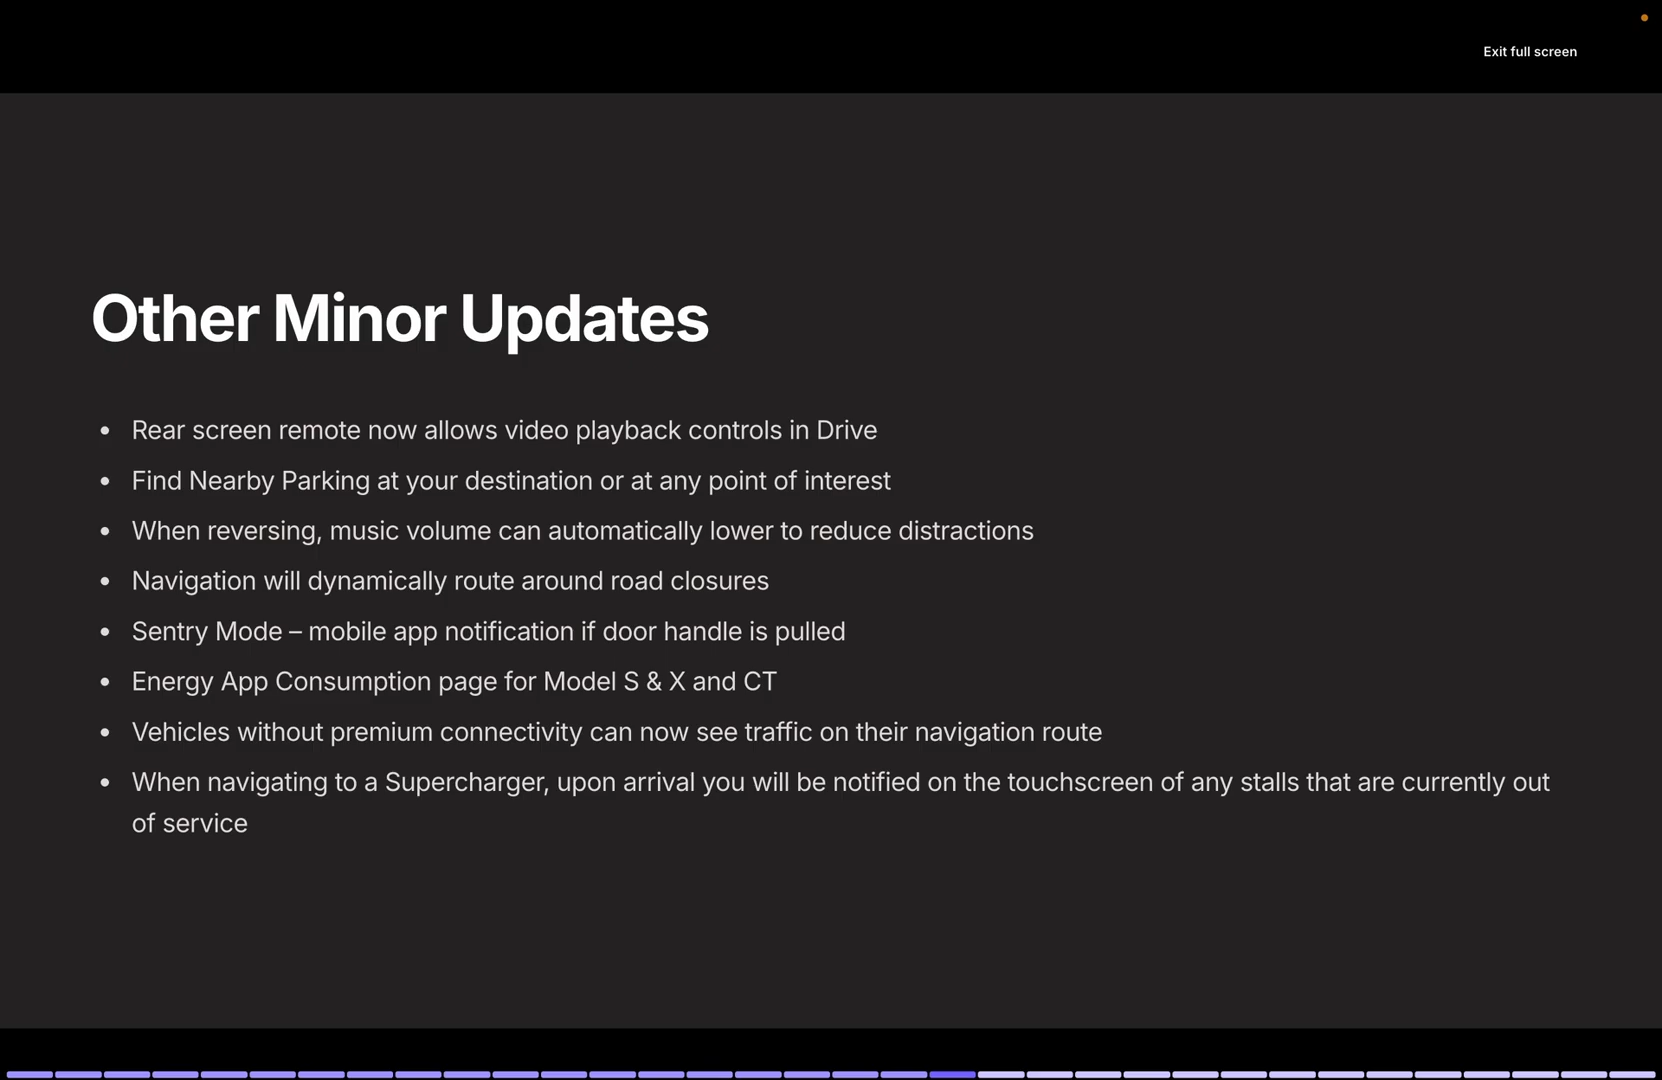 Exit full screen
Other Minor Updates
• Rear screen remote now allows video playback controls in Drive
• Find Nearby Parking at your destination or at any point of interest
• When reversing, music volume can automatically lower to reduce distractions
• Navigation will dynamically route around road closures
• Sentry Mode – mobile app notification if door handle is pulled
• Energy App Consumption page for Model S & X and CT
• Vehicles without premium connectivity can now see traffic on their navigation route
• When navigating to a Supercharger, upon arrival you will be notified on the touchscreen of any stalls that are currently out
of service